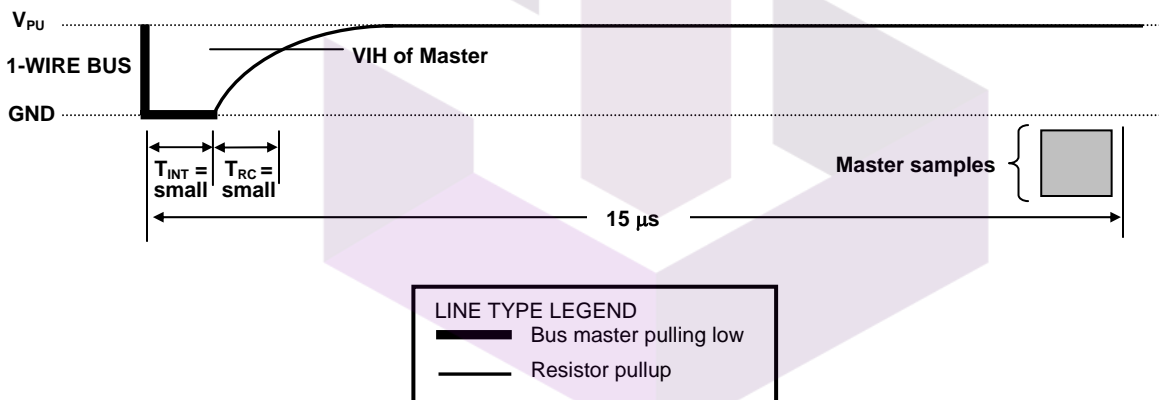 VPU
1-WIRE BUS
VIH of Master
GND
TINT = small
TRC = small
Master samples
15 μs
LINE TYPE LEGEND
Bus master pulling low
Resistor pullup